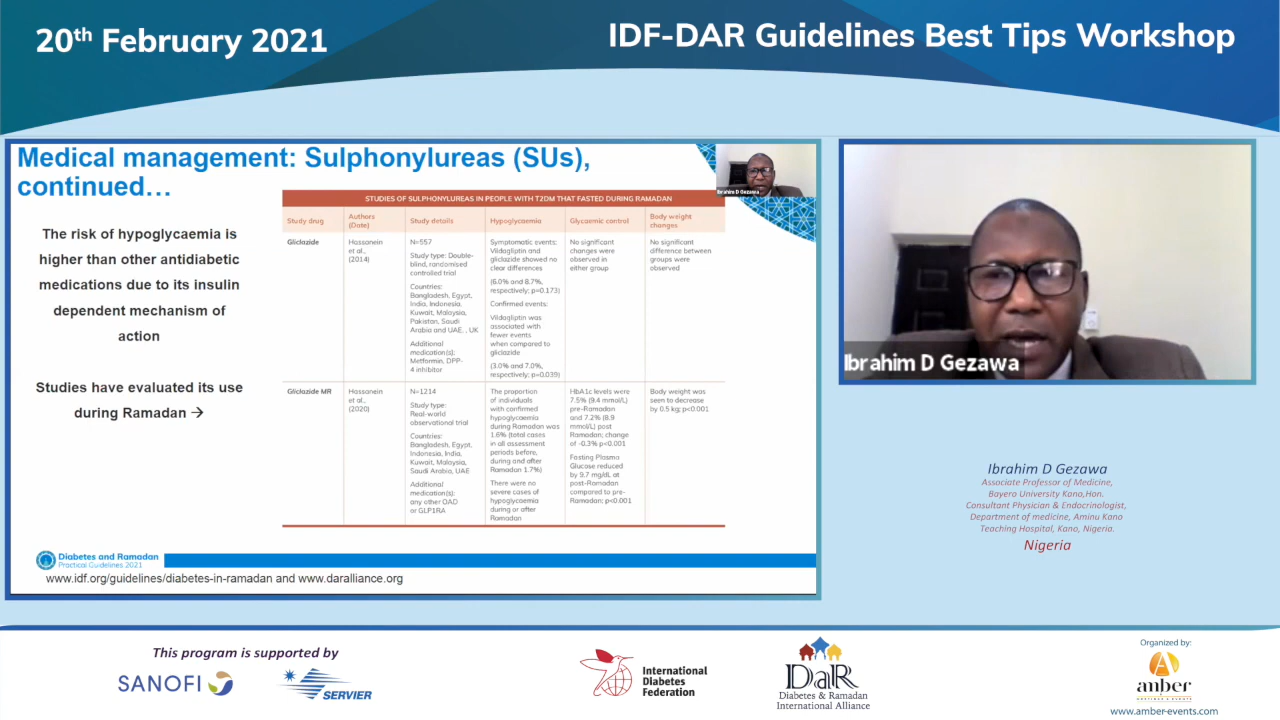 20th February 2021
IDF-DAR Guidelines Best Tips Workshop
Medical management: Sulphonylureas (SUs),
continued…
The risk of hypoglycaemia is
higher than other antidiabetic
medications due to its insulin
dependent mechanism of
action
Studies have evaluated its use
during Ramadan →
STUDIES OF SULPHONYLUREAS IN PEOPLE WITH T2DM THAT FASTED DURING RAMADAN
Study drug
Authors
(Date)
Study details
Hypoglycaemia
Glycaemic control
Body weight
changes
Gliclazide
Hassanein
et al.,
(2014)
N=557
Study type: Double-
blind, randomised
controlled trial
Countries:
Bangladesh, Egypt,
India, Indonesia,
Kuwait, Malaysia,
Pakistan, Saudi
Arabia and UAE, , UK
Additional
medication(s):
Metformin, DPP-
4 inhibitor
Symptomatic events:
Vildagliptin and
gliclazide showed no
clear differences
(6.0% and 8.7%,
respectively; p=0.173)
Confirmed events:
Vildagliptin was
associated with
fewer events
when compared to
gliclazide
(3.0% and 7.0%,
respectively; p=0.039)
No significant
changes were
observed in
either group
No significant
difference between
groups were
observed
Gliclazide MR
Hassanein
et al.,
(2020)
N=1214
Study type:
Real-world
observational trial
Countries:
Bangladesh, Egypt,
Indonesia, India,
Kuwait, Malaysia,
Saudi Arabia, UAE
Additional
medication(s):
any other OAD
or GLP1RA
The proportion
of individuals
with confirmed
hypoglycaemia
during Ramadan was
1.6% (total cases
in all assessment
periods before,
during and after
Ramadan 1.7%)
There were no
severe cases of
hypoglycaemia
during or after
Ramadan
HbA1c levels were
7.5% (9.4 mmol/L)
pre-Ramadan
and 7.2% (8.9
mmol/L) post
Ramadan; change
of -0.3% p<0.001
Fasting Plasma
Glucose reduced
by 9.7 mg/dL at
post-Ramadan
compared to pre-
Ramadan; p<0.001
Body weight was
seen to decrease
by 0.5 kg; p<0.001
Ibrahim D Gezawa
Diabetes and Ramadan
Practical Guidelines 2021
www.idf.org/guidelines/diabetes-in-ramadan and www.daralliance.org
Ibrahim D Gezawa
Ibrahim D Gezawa
Associate Professor of Medicine,
Bayero University Kano,Hon.
Consultant Physician & Endocrinologist,
Department of medicine, Aminu Kano
Teaching Hospital, Kano, Nigeria.
Nigeria
This program is supported by
SANOFI
SERVIER
International
Diabetes
Federation
DaR
Diabetes & Ramadan
International Alliance
Organized by:
anber
www.amber-events.com